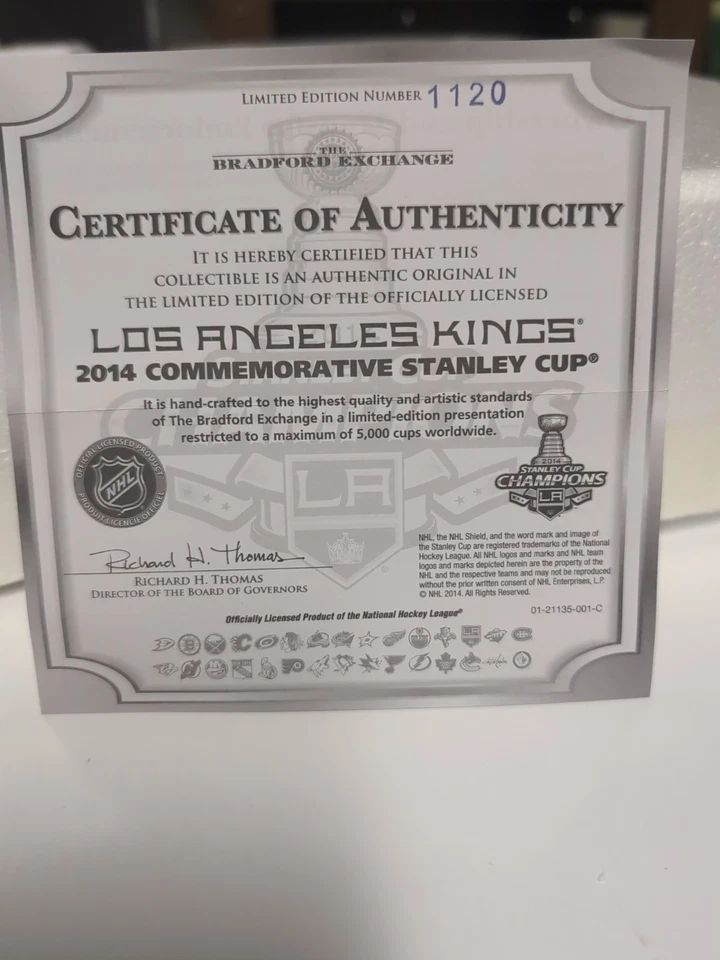 LIMITED EDITION NUMBER 1120
THE
BRADFORD EXCHANGE
CERTIFICATE OF AUTHENTICITY
IT IS HEREBY CERTIFIED THAT THIS
COLLECTIBLE IS AN AUTHENTIC ORIGINAL IN
THE LIMITED EDITION OF THE OFFICIALLY LICENSED
LOS ANGELES KINGS®
2014 COMMEMORATIVE STANLEY CUP®
It is hand-crafted to the highest quality and artistic standards
of The Bradford Exchange in a limited-edition presentation
restricted to a maximum of 5,000 cups worldwide.
OFFICIAL LICENSED PRODUCT
NHL
PRODUIT LICENCIÉ OFFICIEL
2014
STANLEY CUP
CHAMPIONS
LA
LA
Richard H. Thomas
RICHARD H. THOMAS
DIRECTOR OF THE BOARD OF GOVERNORS
NHL, the NHL Shield, and the word mark and image of
the Stanley Cup are registered trademarks of the National
Hockey League. All NHL logos and marks and NHL team
logos and marks depicted herein are the property of the
NHL and the respective teams and may not be reproduced
without the prior written consent of NHL Enterprises, L.P.
© NHL 2014. All Rights Reserved.
01-21135-001-C
Officially Licensed Product of the National Hockey League®